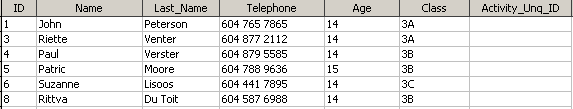 ID Name Last_Name Telephone Age Class Activity_Unq_ID
1 John Peterson 604 765 7865 14 3A
3 Riette Venter 604 877 2112 14 3A
4 Paul Verster 604 879 5585 14 3B
5 Patric Moore 604 788 9636 15 3B
6 Suzanne Lisoos 604 441 7895 14 3C
8 Rittva Du Toit 604 587 6988 14 3B